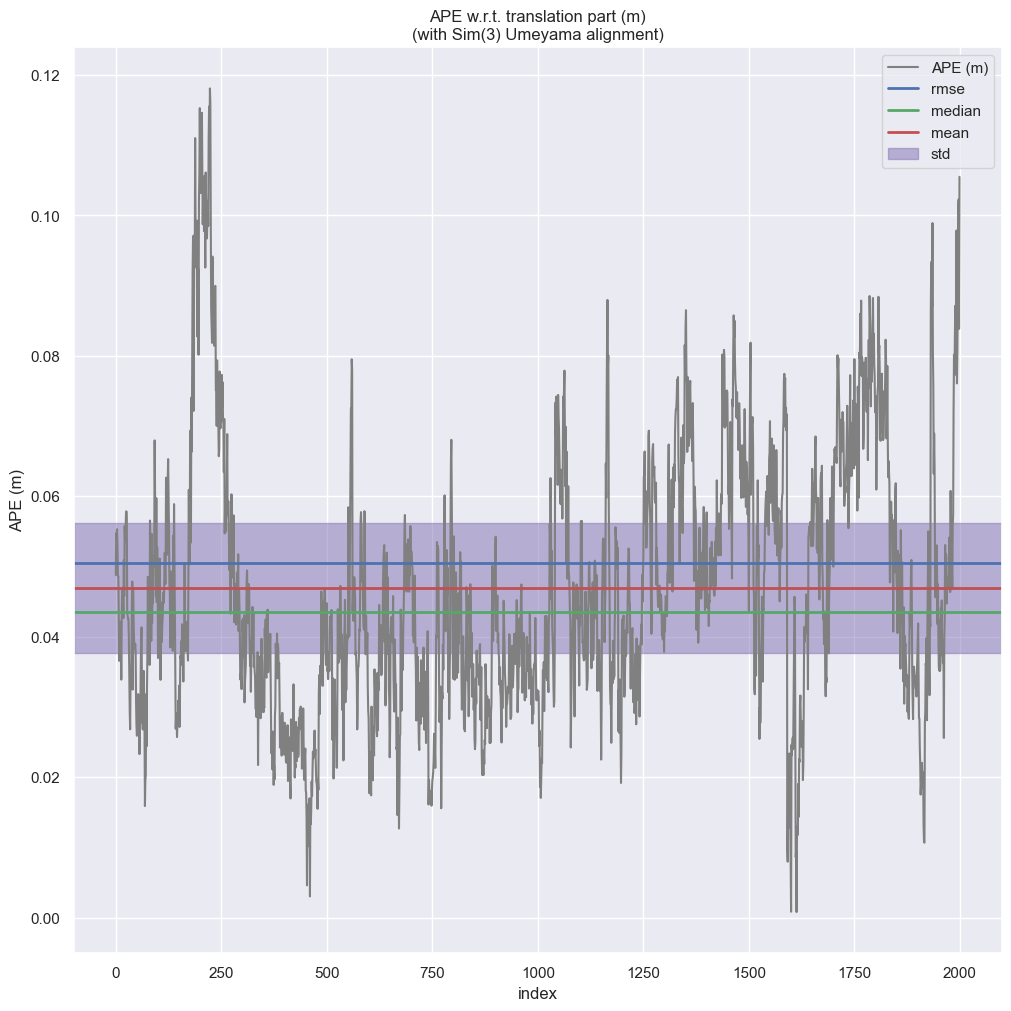 APE w.r.t. translation part (m)
(with Sim(3) Umeyama alignment)
APE (m)
rmse
median
mean
std
0.12
0.10
0.08
0.06
0.04
0.02
0.00
APE (m)
0
250
500
750
1000
1250
1500
1750
2000
index